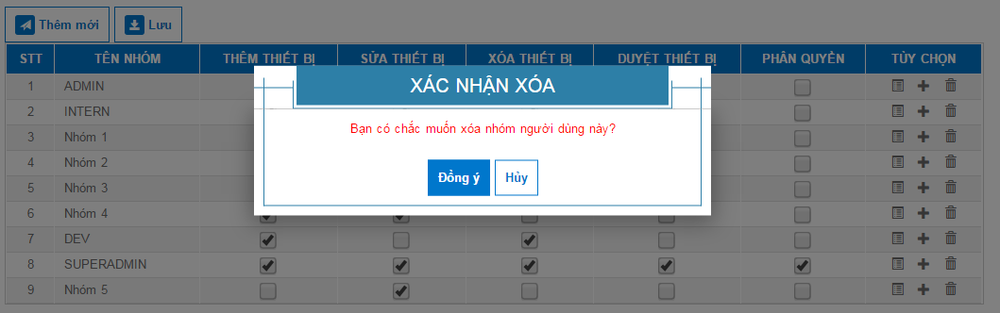 Thêm mới Lưu
STT TÊN NHÓM THÊM THIẾT BỊ SỬA THIẾT BỊ XÓA THIẾT BỊ DUYỆT THIẾT BỊ PHÂN QUYỀN TÙY CHỌN
1 ADMIN
2 INTERN
3 Nhóm 1
4 Nhóm 2
5 Nhóm 3
6 Nhóm 4
7 DEV
8 SUPERADMIN
9 Nhóm 5
XÁC NHẬN XÓA
Bạn có chắc muốn xóa nhóm người dùng này?
Đồng ý Hủy